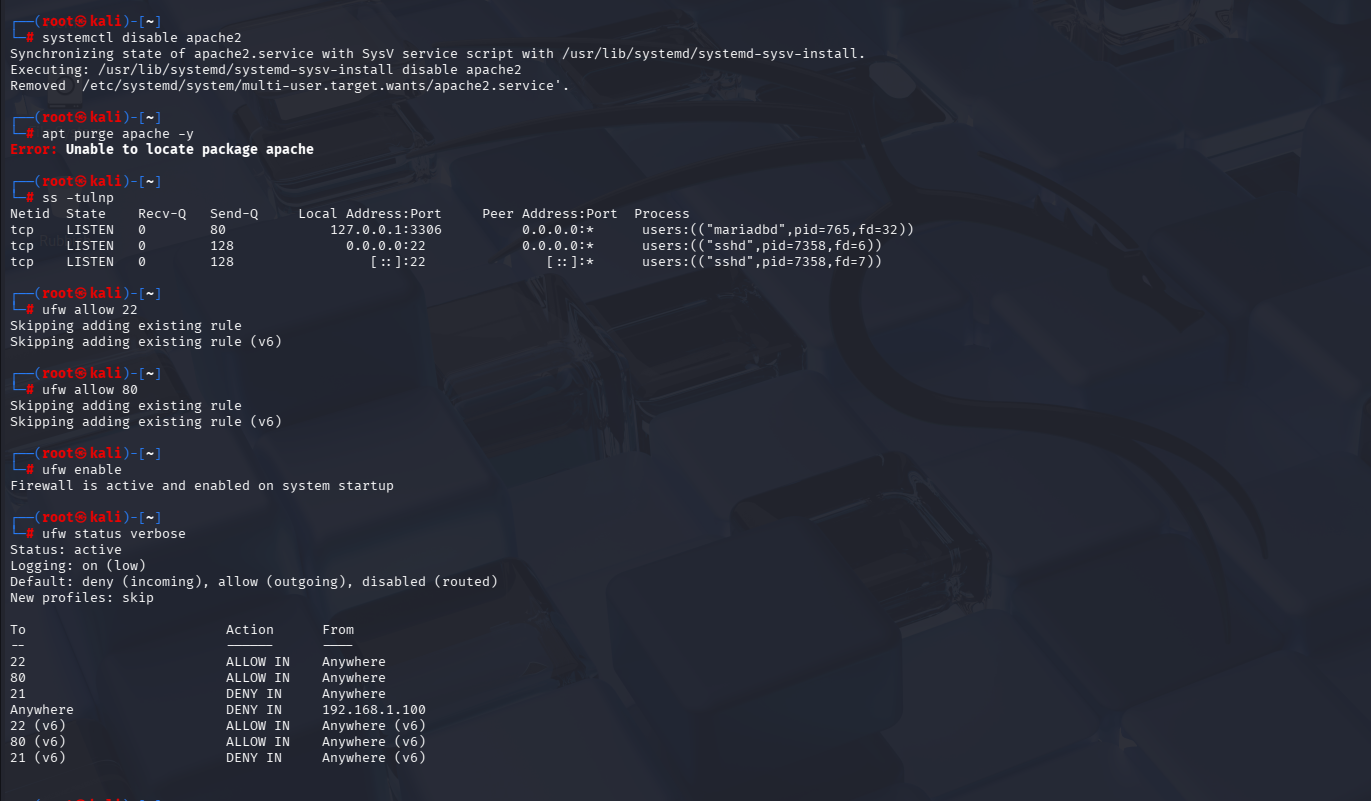 ┌──(root㉿kali)-[~]
└─# systemctl disable apache2
Synchronizing state of apache2.service with SysV service script with /usr/lib/systemd/systemd-sysv-install.
Executing: /usr/lib/systemd/systemd-sysv-install disable apache2
Removed '/etc/systemd/system/multi-user.target.wants/apache2.service'.
┌──(root㉿kali)-[~]
└─# apt purge apache -y
Error: Unable to locate package apache
┌──(root㉿kali)-[~]
└─# ss -tulnp
Netid  State    Recv-Q   Send-Q     Local Address:Port     Peer Address:Port  Process
tcp    LISTEN   0        80             127.0.0.1:3306          0.0.0.0:*      users:(("mariadbd",pid=765,fd=32))
tcp    LISTEN   0        128              0.0.0.0:22            0.0.0.0:*      users:(("sshd",pid=7358,fd=6))
tcp    LISTEN   0        128                 [::]:22               [::]:*      users:(("sshd",pid=7358,fd=7))
┌──(root㉿kali)-[~]
└─# ufw allow 22
Skipping adding existing rule
Skipping adding existing rule (v6)
┌──(root㉿kali)-[~]
└─# ufw allow 80
Skipping adding existing rule
Skipping adding existing rule (v6)
┌──(root㉿kali)-[~]
└─# ufw enable
Firewall is active and enabled on system startup
┌──(root㉿kali)-[~]
└─# ufw status verbose
Status: active
Logging: on (low)
Default: deny (incoming), allow (outgoing), disabled (routed)
New profiles: skip
To                         Action      From
--                         ------      ----
22                         ALLOW IN    Anywhere
80                         ALLOW IN    Anywhere
21                         DENY IN     Anywhere
Anywhere                   DENY IN     192.168.1.100
22 (v6)                    ALLOW IN    Anywhere (v6)
80 (v6)                    ALLOW IN    Anywhere (v6)
21 (v6)                    DENY IN     Anywhere (v6)